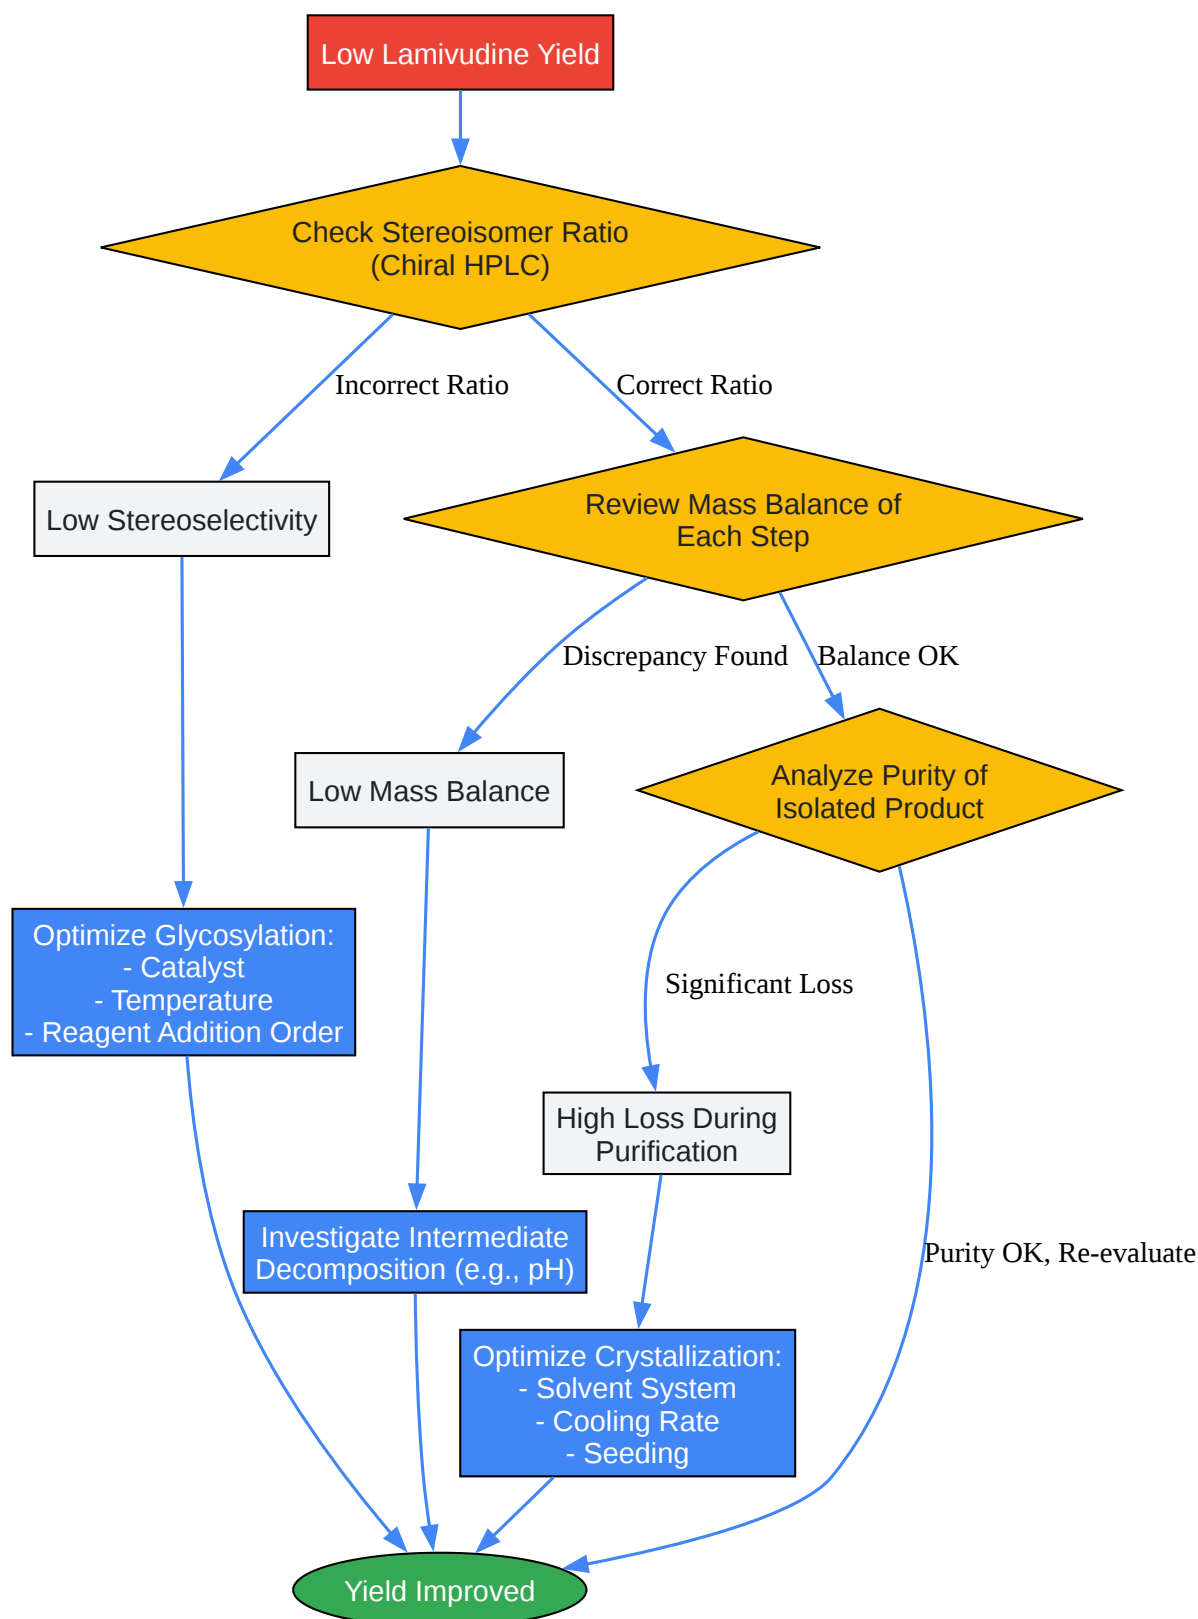 Low Lamivudine Yield
Check Stereoisomer Ratio
(Chiral HPLC)
Incorrect Ratio
Correct Ratio
Low Stereoselectivity
Review Mass Balance of
Each Step
Discrepancy Found
Balance OK
Low Mass Balance
Analyze Purity of
Isolated Product
Optimize Glycosylation:
- Catalyst
- Temperature
- Reagent Addition Order
Significant Loss
High Loss During
Purification
Investigate Intermediate
Decomposition (e.g., pH)
Purity OK, Re-evaluate
Optimize Crystallization:
- Solvent System
- Cooling Rate
- Seeding
Yield Improved